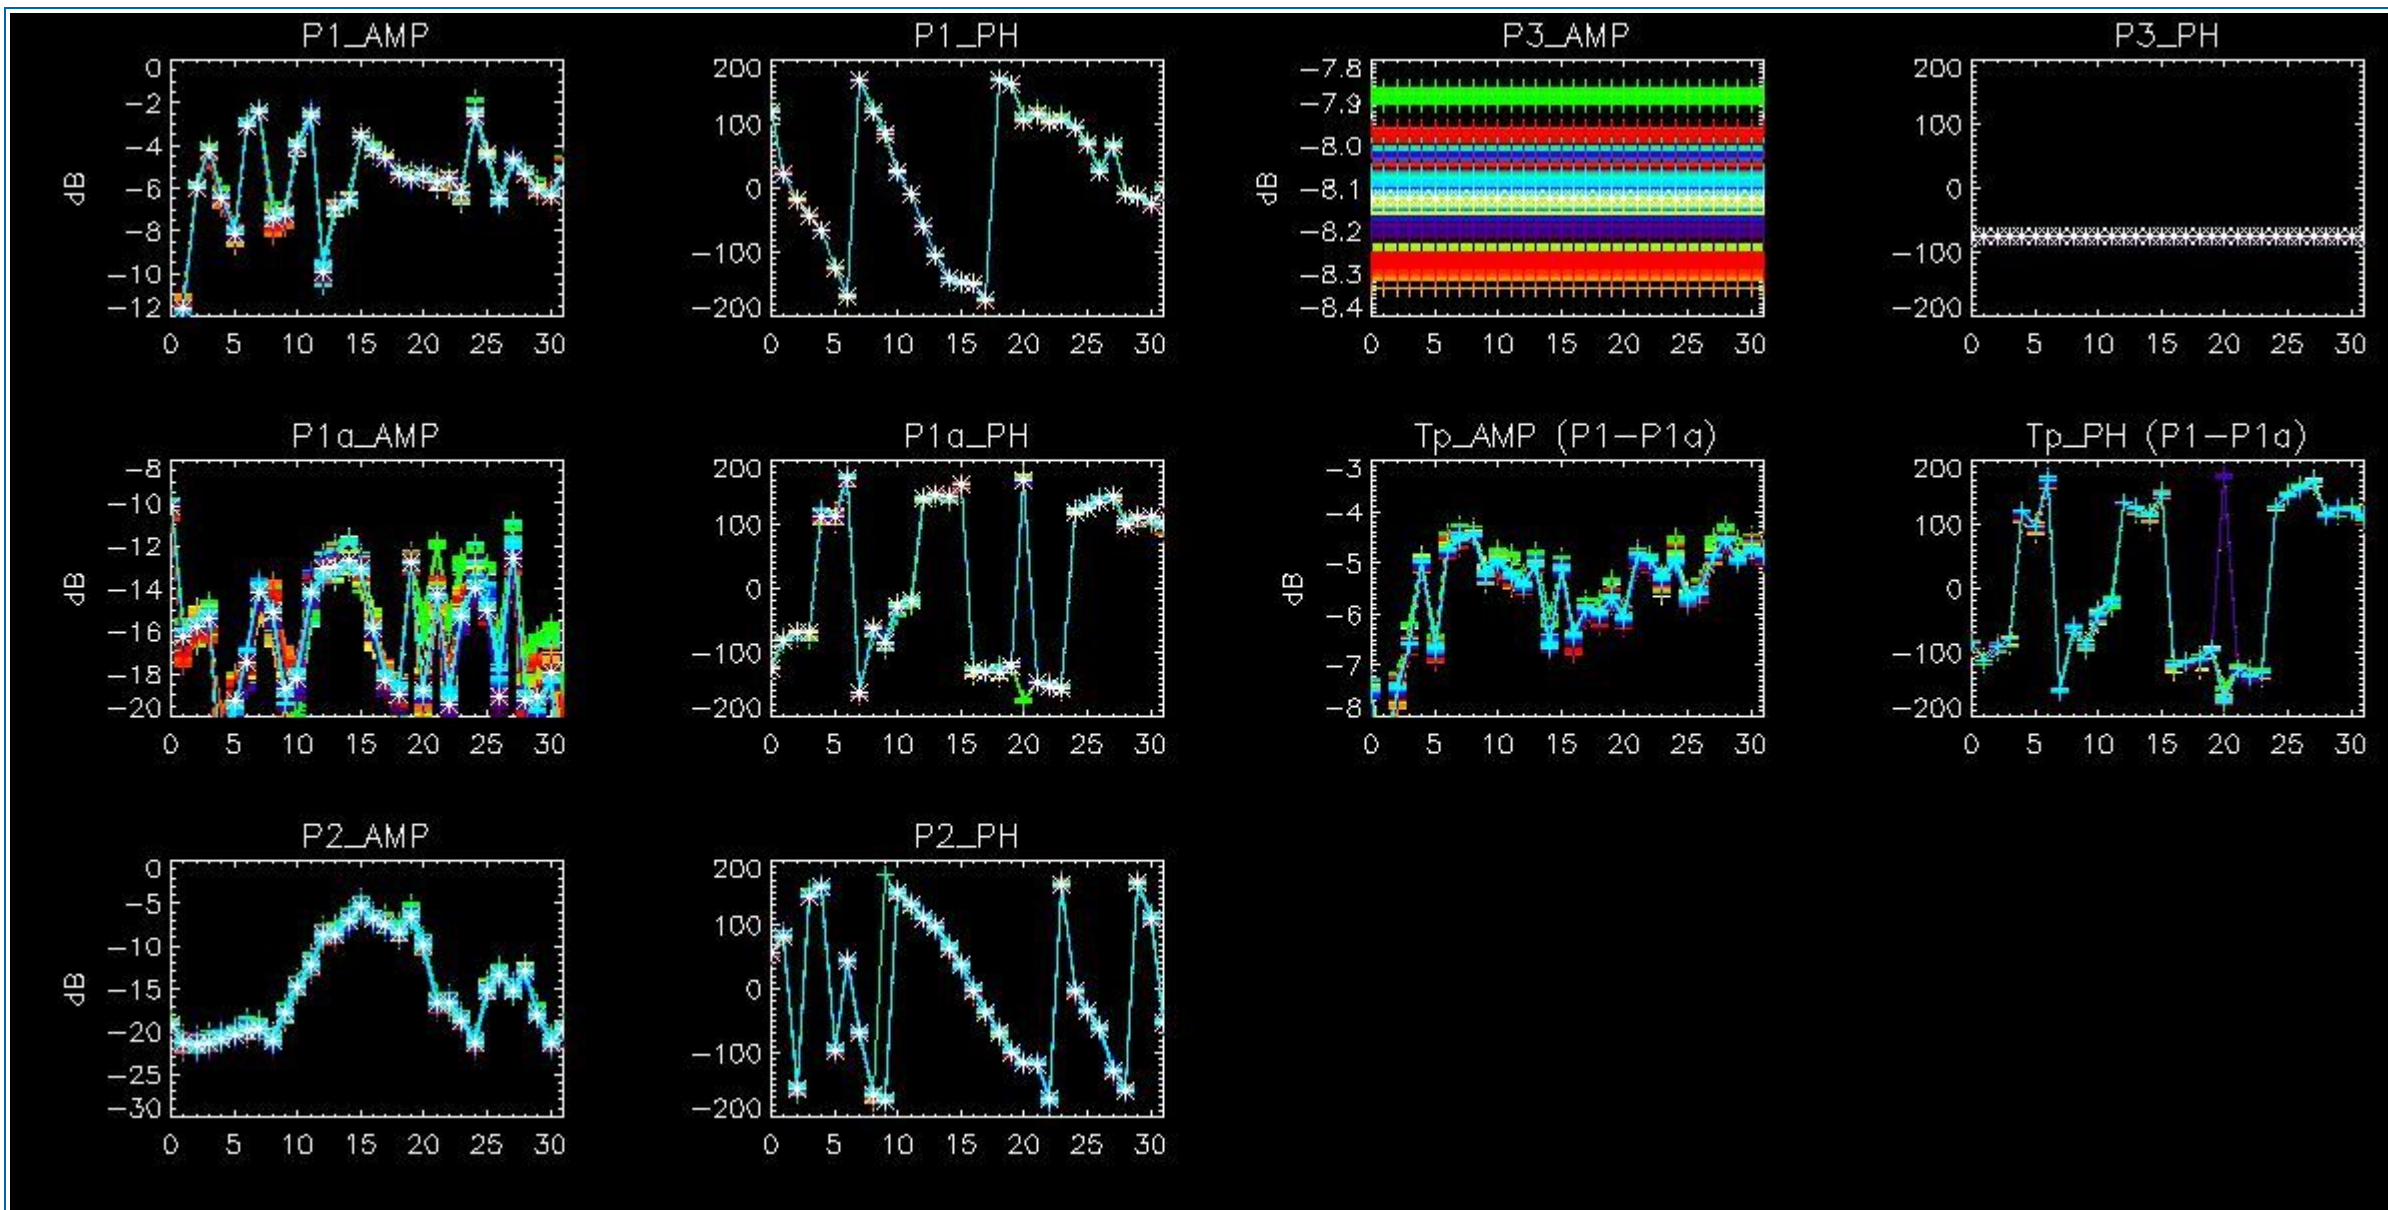 P1_AMP
P1_PH
P3_AMP
P3_PH
0
−2
−4
−6
−8
−10
−12
dB
0 5 10 15 20 25 30
200
100
0
−100
−200
0 5 10 15 20 25 30
−7.8
−7.9
−8.0
−8.1
−8.2
−8.3
−8.4
dB
0 5 10 15 20 25 30
200
100
0
−100
−200
0 5 10 15 20 25 30
P1a_AMP
P1a_PH
Tp_AMP (P1−P1a)
Tp_PH (P1−P1a)
−8
−10
−12
−14
−16
−18
−20
dB
0 5 10 15 20 25 30
200
100
0
−100
−200
0 5 10 15 20 25 30
−3
−4
−5
−6
−7
−8
dB
0 5 10 15 20 25 30
200
100
0
−100
−200
0 5 10 15 20 25 30
P2_AMP
P2_PH
0
−5
−10
−15
−20
−25
−30
dB
0 5 10 15 20 25 30
200
100
0
−100
−200
0 5 10 15 20 25 30